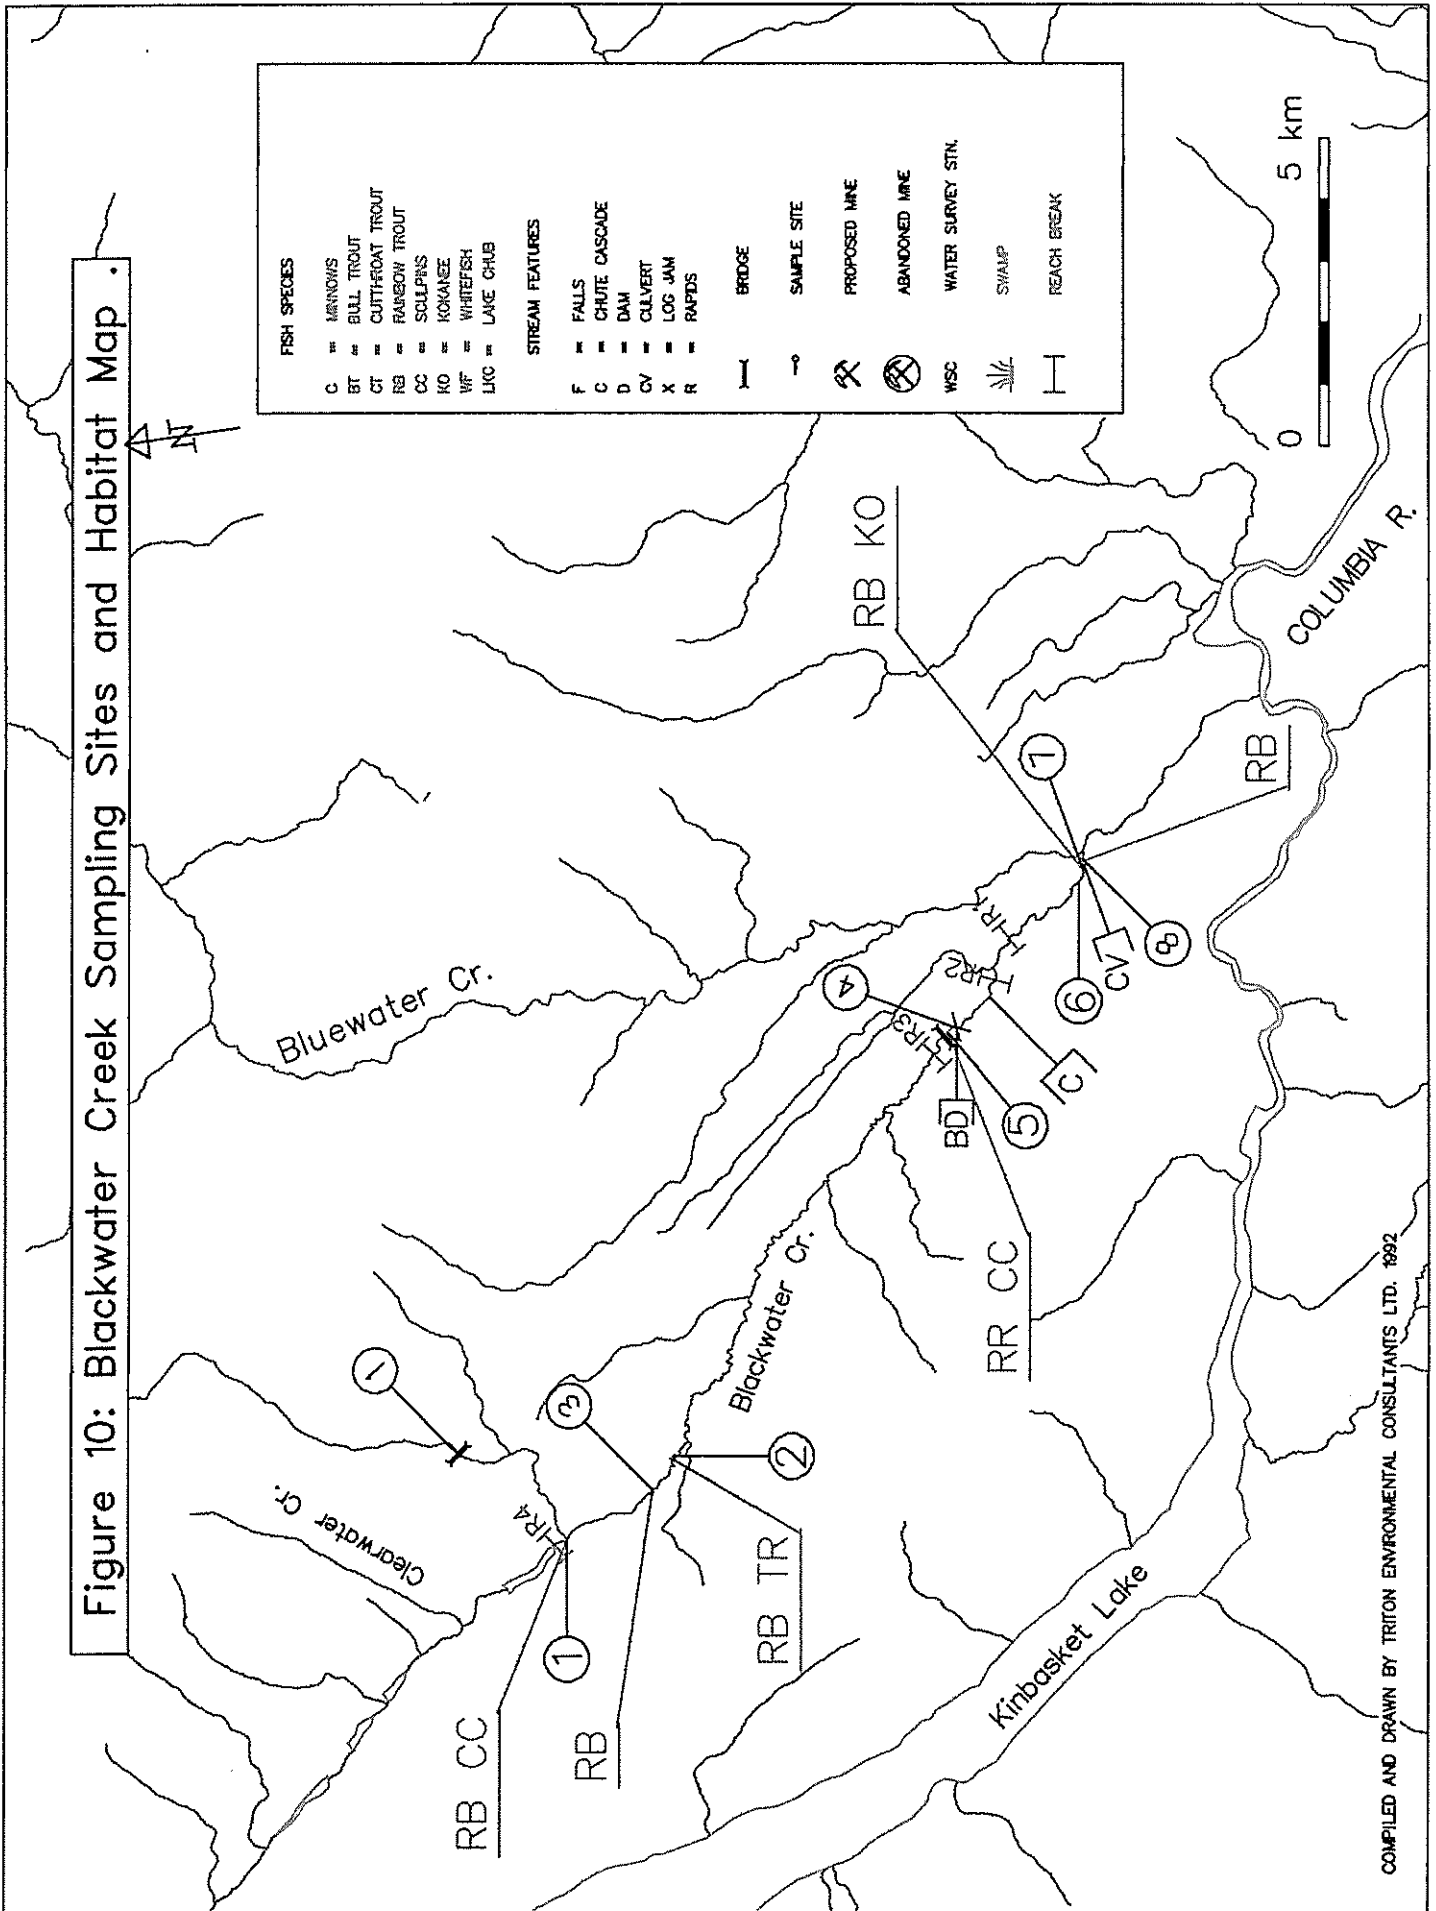 Figure 10: Blackwater Creek Sampling Sites and Habitat Map .
N
FISH SPECIES
C = MINNOWS
BT = BULL TROUT
CT = CUTTHROAT TROUT
RB = RAINBOW TROUT
CC = SCULPINS
KO = KOKANEE
WF = WHITEFISH
LKC = LAKE CHUB
STREAM FEATURES
F = FALLS
C = CHUTE CASCADE
D = DAM
CV = CULVERT
X = LOG JAM
R = RAPIDS
BRIDGE
SAMPLE SITE
PROPOSED MINE
ABANDONED MINE
WSC WATER SURVEY STN.
SWAMP
REACH BREAK
0 5 km
Clearwater Cr.
1
R4
RB CC
1
3
RB
2
RB TR
Blackwater Cr.
Bluewater Cr.
4
R3
R2
R1
BD
5
C
RR CC
RB KO
7
6
CV
8
RB
COLUMBIA R.
Kinbasket Lake
COMPILED AND DRAWN BY TRITON ENVIRONMENTAL CONSULTANTS LTD. 1992